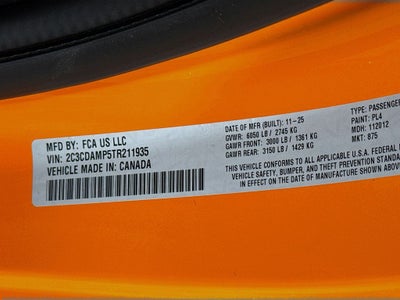 MFD BY: FCA US LLC
VIN: 2C3CDAMP5TR211935
VEHICLE MADE IN: CANADA
DATE OF MFR (BUILT): 11-25
GVWR: 6050 LB / 2745 KG
GAWR FRONT: 3000 LB / 1361 KG
GAWR REAR: 3150 LB / 1429 KG
TYPE: PASSENGER
PAINT: PL4
MDH: 112012
MKT: 875
THIS VEHICLE CONFORMS TO ALL APPLICABLE U.S.A. FEDERAL
VEHICLE SAFETY, BUMPER, AND THEFT PREVENTION STANDARD
IN EFFECT ON THE DATE OF MANUFACTURE SHOWN ABOVE